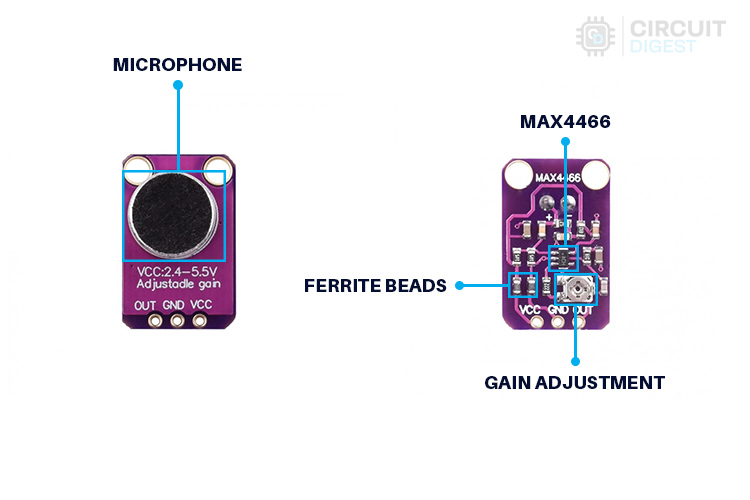 CIRCUIT
DIGEST
MICROPHONE
MAX4466
MAX4466
+
FERRITE BEADS
VCC:2.4–5.5V
Adjustadle gain
OUT GND VCC
VCC GND OUT
GAIN ADJUSTMENT